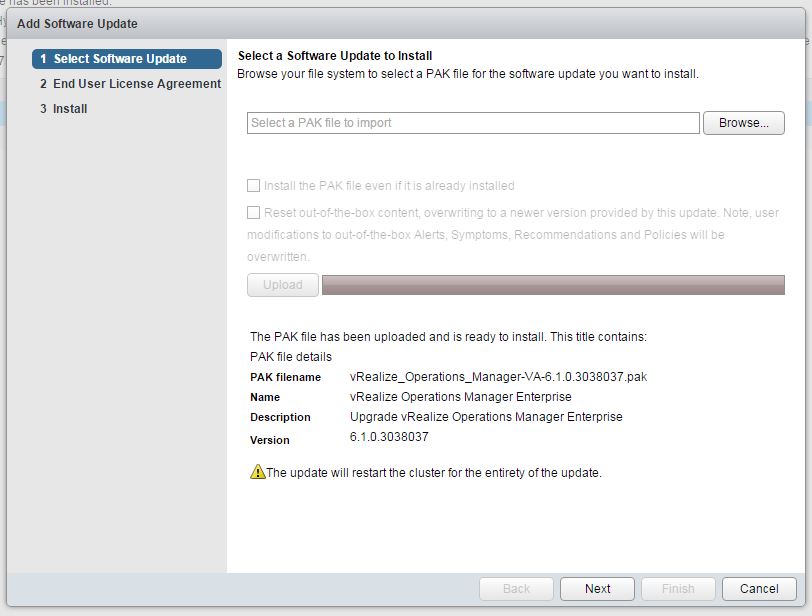 e has been installed.
Add Software Update
1 Select Software Update
2 End User License Agreement
3 Install
Select a Software Update to Install
Browse your file system to select a PAK file for the software update you want to install.
Select a PAK file to import
Browse...
Install the PAK file even if it is already installed
Reset out-of-the-box content, overwriting to a newer version provided by this update. Note, user
modifications to out-of-the-box Alerts, Symptoms, Recommendations and Policies will be
overwritten.
Upload
The PAK file has been uploaded and is ready to install. This title contains:
PAK file details
PAK filename vRealize_Operations_Manager-VA-6.1.0.3038037.pak
Name vRealize Operations Manager Enterprise
Description Upgrade vRealize Operations Manager Enterprise
Version 6.1.0.3038037
The update will restart the cluster for the entirety of the update.
Back Next Finish Cancel